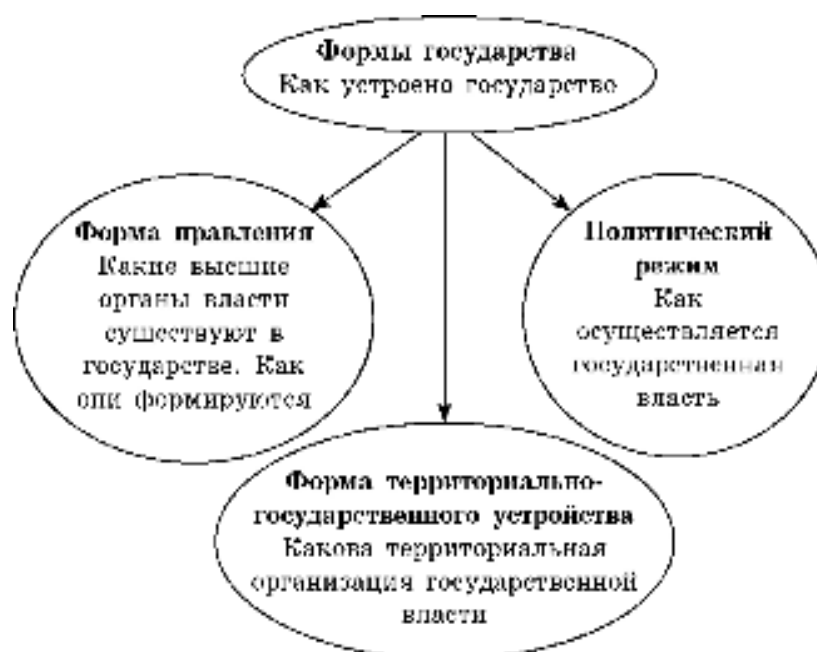 Формы государства
Как устроено государство
Форма правления
Какие высшие
органы власти
существуют в
государстве. Как
они формируются
Политический
режим
Как
осуществляется
государственная
власть
Форма территориально-
государственного устройства
Какова территориальная
организация государственной
власти